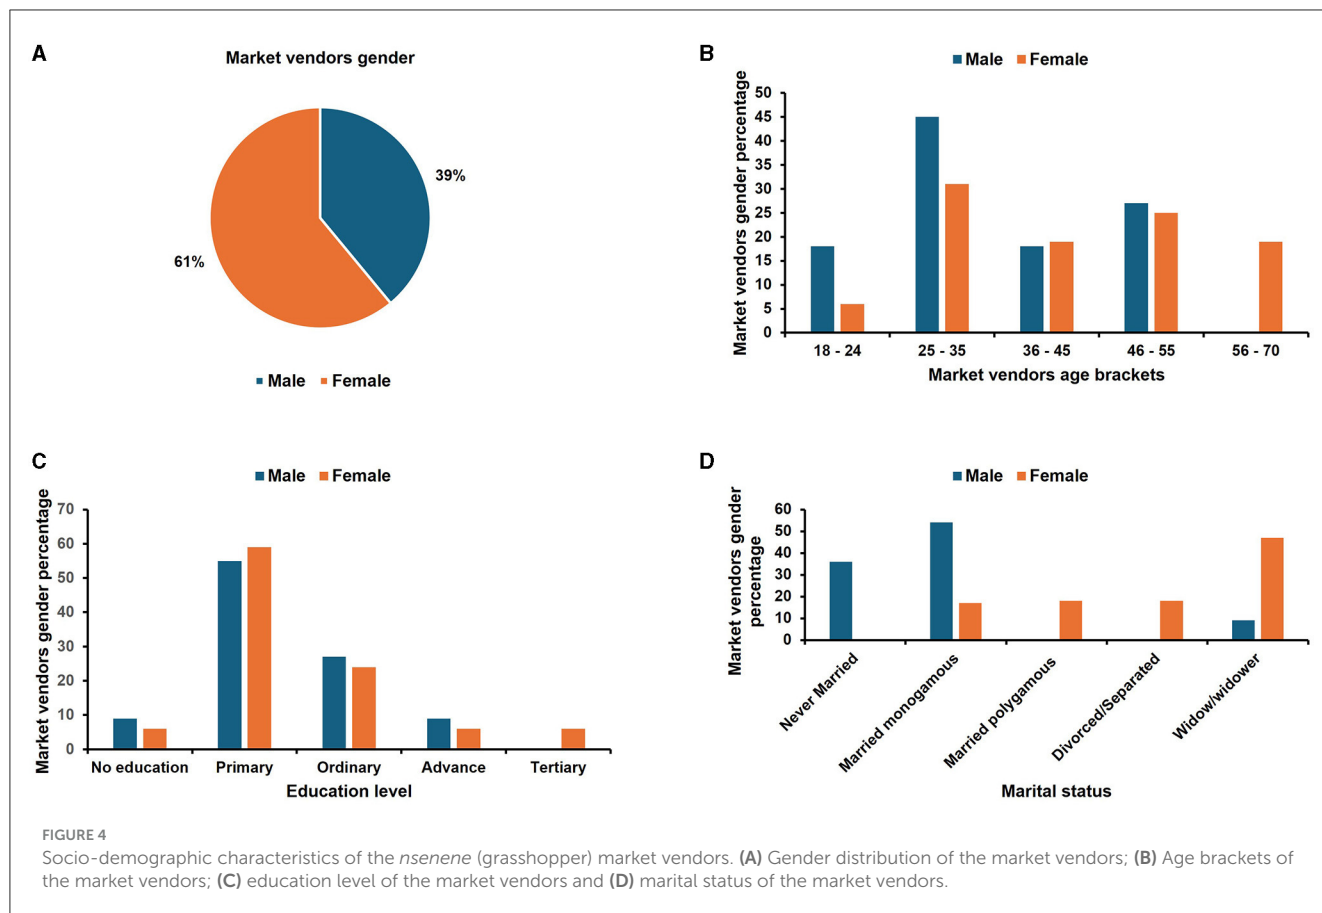 A
Market vendors gender
39%
61%
Male Female
B
Male Female
Market vendors gender percentage
50
45
40
35
30
25
20
15
10
5
0
18 - 24 25 - 35 36 - 45 46 - 55 56 - 70
Market vendors age brackets
C
Male Female
Market vendors gender percentage
70
60
50
40
30
20
10
0
No education Primary Ordinary Advance Tertiary
Education level
D
Male Female
Market vendors gender
percentage
60
50
40
30
20
10
0
Never Married
Married monogamous
Married polygamous
Divorced/Separated
Widow/widower
Marital status
FIGURE 4
Socio-demographic characteristics of the nsenene (grasshopper) market vendors. (A) Gender distribution of the market vendors; (B) Age brackets of
the market vendors; (C) education level of the market vendors and (D) marital status of the market vendors.